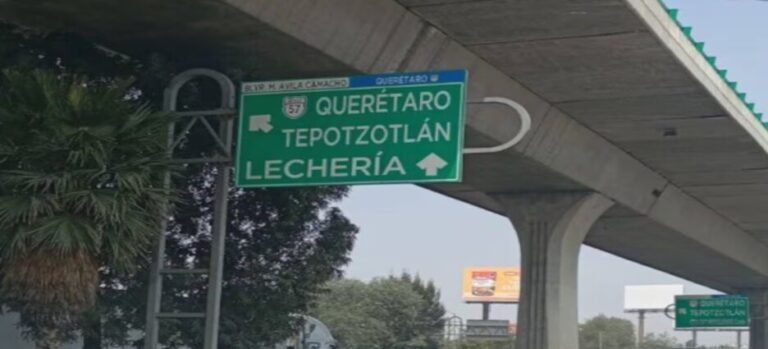 BLVR. M. AVILA CAMACHO QUERÉTARO
57 QUERÉTARO
TEPOTZOTLÁN
LECHERÍA
QUERÉTARO
TEPOTZOTLÁN